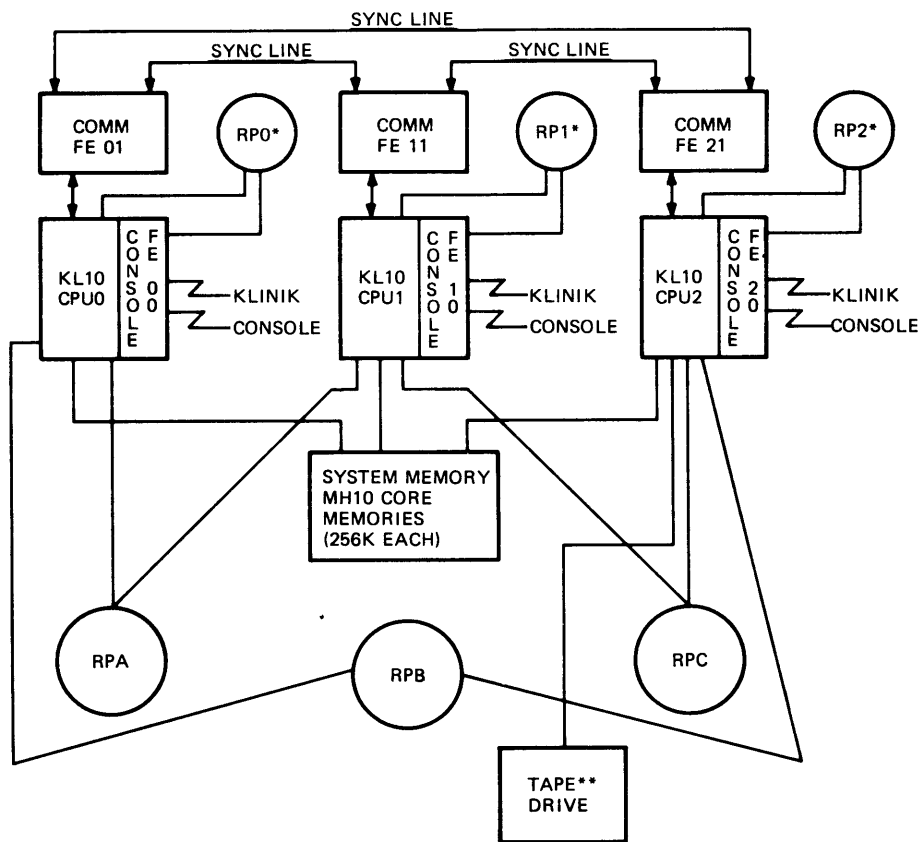 SYNC LINE
SYNC LINE
SYNC LINE
COMM
FE 01
RP0*
COMM
FE 11
RP1*
COMM
FE 21
RP2*
KL10
CPU0
CONSOLE
FE 00
KLINIK
CONSOLE
KL10
CPU1
CONSOLE
FE 10
KLINIK
CONSOLE
KL10
CPU2
CONSOLE
FE 20
KLINIK
CONSOLE
SYSTEM MEMORY
MH10 CORE
MEMORIES
(256K EACH)
RPA
RPB
RPC
TAPE**
DRIVE